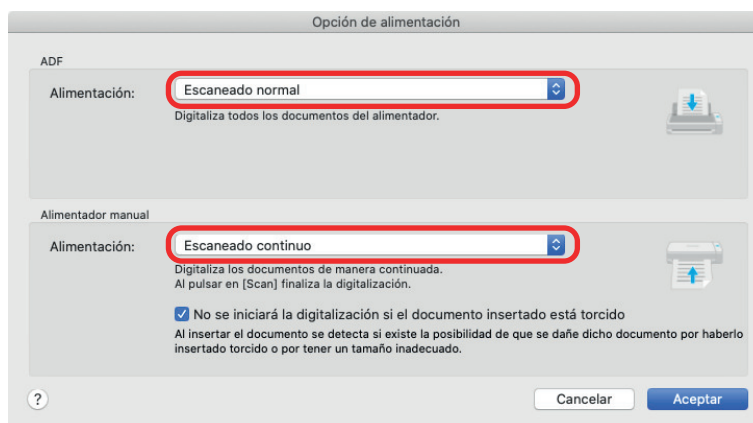 Opción de alimentación
ADF
Alimentación:
Escaneado normal
Digitaliza todos los documentos del alimentador.
Alimentador manual
Alimentación:
Escaneado continuo
Digitaliza los documentos de manera continuada.
Al pulsar en [Scan] finaliza la digitalización.
No se iniciará la digitalización si el documento insertado está torcido
Al insertar el documento se detecta si existe la posibilidad de que se dañe dicho documento por haberlo
insertado torcido o por tener un tamaño inadecuado.
?
Cancelar
Aceptar